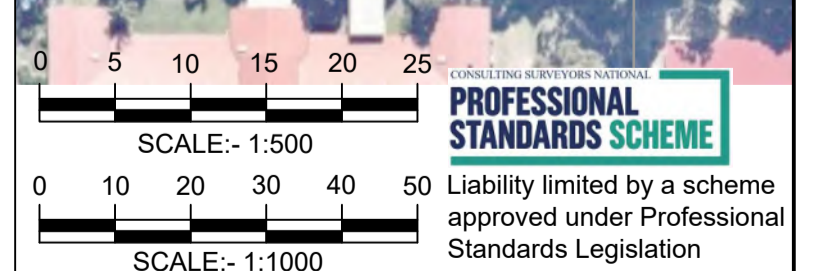 0 5 10 15 20 25
SCALE:- 1:500
0 10 20 30 40 50
SCALE:- 1:1000
CONSULTING SURVEYORS NATIONAL
PROFESSIONAL
STANDARDS SCHEME
Liability limited by a scheme
approved under Professional
Standards Legislation